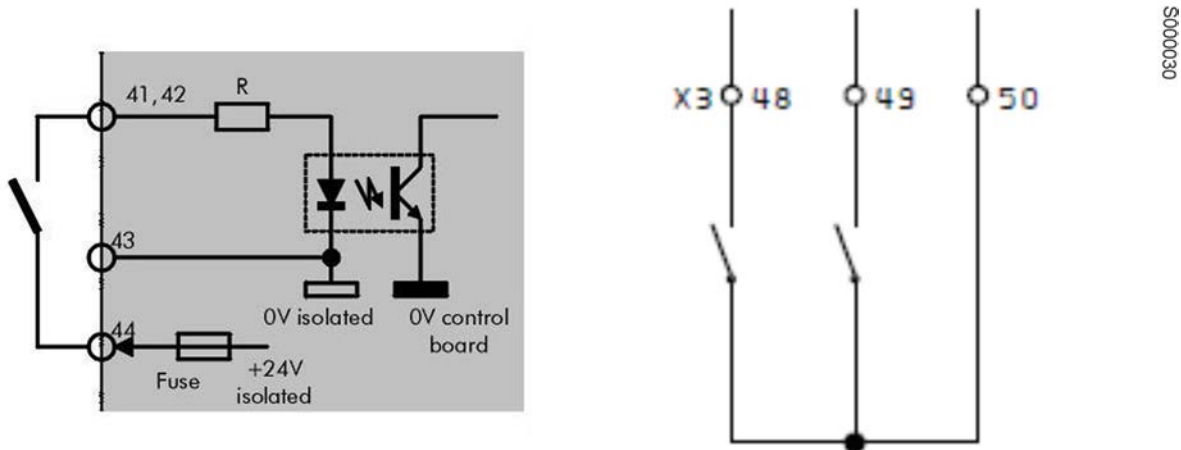 41, 42
R
43
0V isolated
0V control
board
44
Fuse
+24V
isolated
X3 48
49
50
S000030